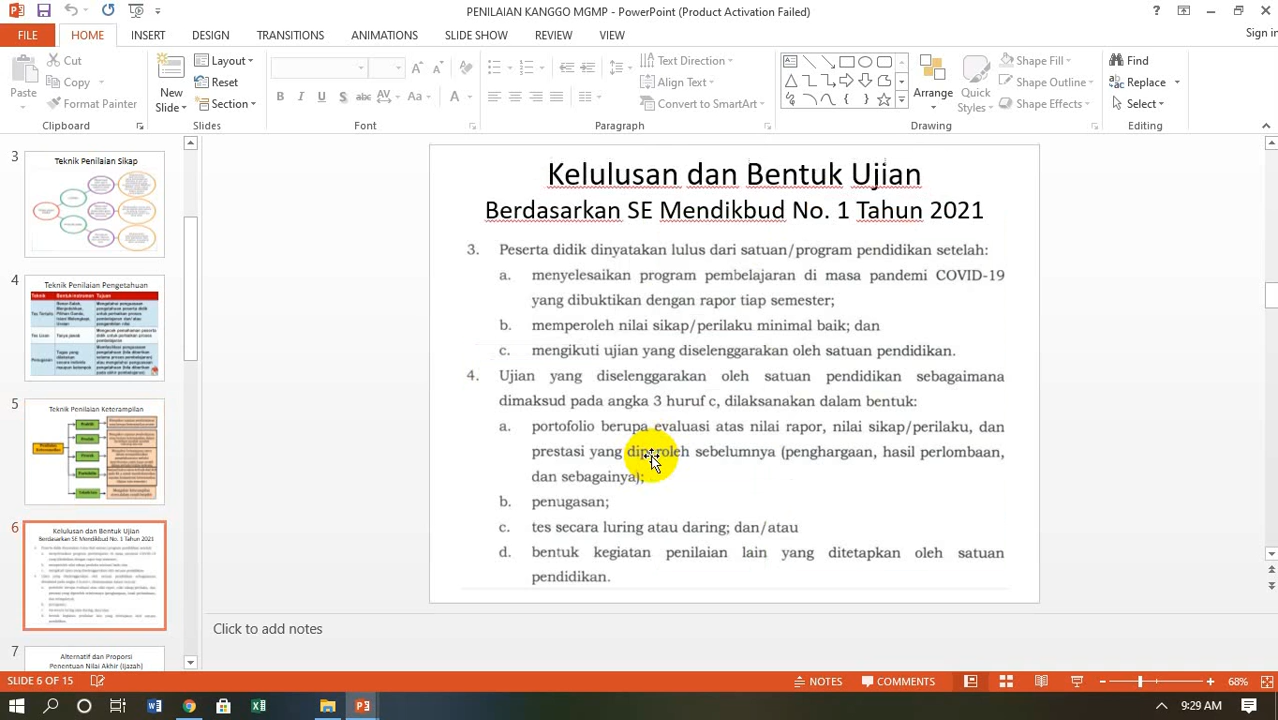 PENILAIAN KANGGO MGMP - PowerPoint (Product Activation Failed)
FILE HOME INSERT DESIGN TRANSITIONS ANIMATIONS SLIDE SHOW REVIEW VIEW Sign in
Paste
Cut
Copy
Format Painter
Clipboard
New Slide
Layout
Reset
Section
Slides
Font
Text Direction
Align Text
Convert to SmartArt
Paragraph
Arrange
Quick Styles
Shape Fill
Shape Outline
Shape Effects
Drawing
Find
Replace
Select
Editing
3
Teknik Penilaian Sikap
4
Teknik Penilaian Pengetahuan
5
Teknik Penilaian Keterampilan
6
Kelulusan dan Bentuk Ujian
Berdasarkan SE Mendikbud No. 1 Tahun 2021
7
Alternatif dan Proporsi
Penentuan Nilai Akhir (Ijazah)
Kelulusan dan Bentuk Ujian
Berdasarkan SE Mendikbud No. 1 Tahun 2021
3. Peserta didik dinyatakan lulus dari satuan/program pendidikan setelah:
a. menyelesaikan program pembelajaran di masa pandemi COVID-19
yang dibuktikan dengan rapor tiap semester;
b. memperoleh nilai sikap/perilaku minimal baik; dan
c. mengikuti ujian yang diselenggarakan oleh satuan pendidikan.
4. Ujian yang diselenggarakan oleh satuan pendidikan sebagaimana
dimaksud pada angka 3 huruf c, dilaksanakan dalam bentuk:
a. portofolio berupa evaluasi atas nilai rapor, nilai sikap/perilaku, dan
prestasi yang diperoleh sebelumnya (penghargaan, hasil perlombaan,
dan sebagainya);
b. penugasan;
c. tes secara luring atau daring; dan/atau
d. bentuk kegiatan penilaian lain yang ditetapkan oleh satuan
pendidikan.
Click to add notes
SLIDE 6 OF 15 NOTES COMMENTS 68%
9:29 AM